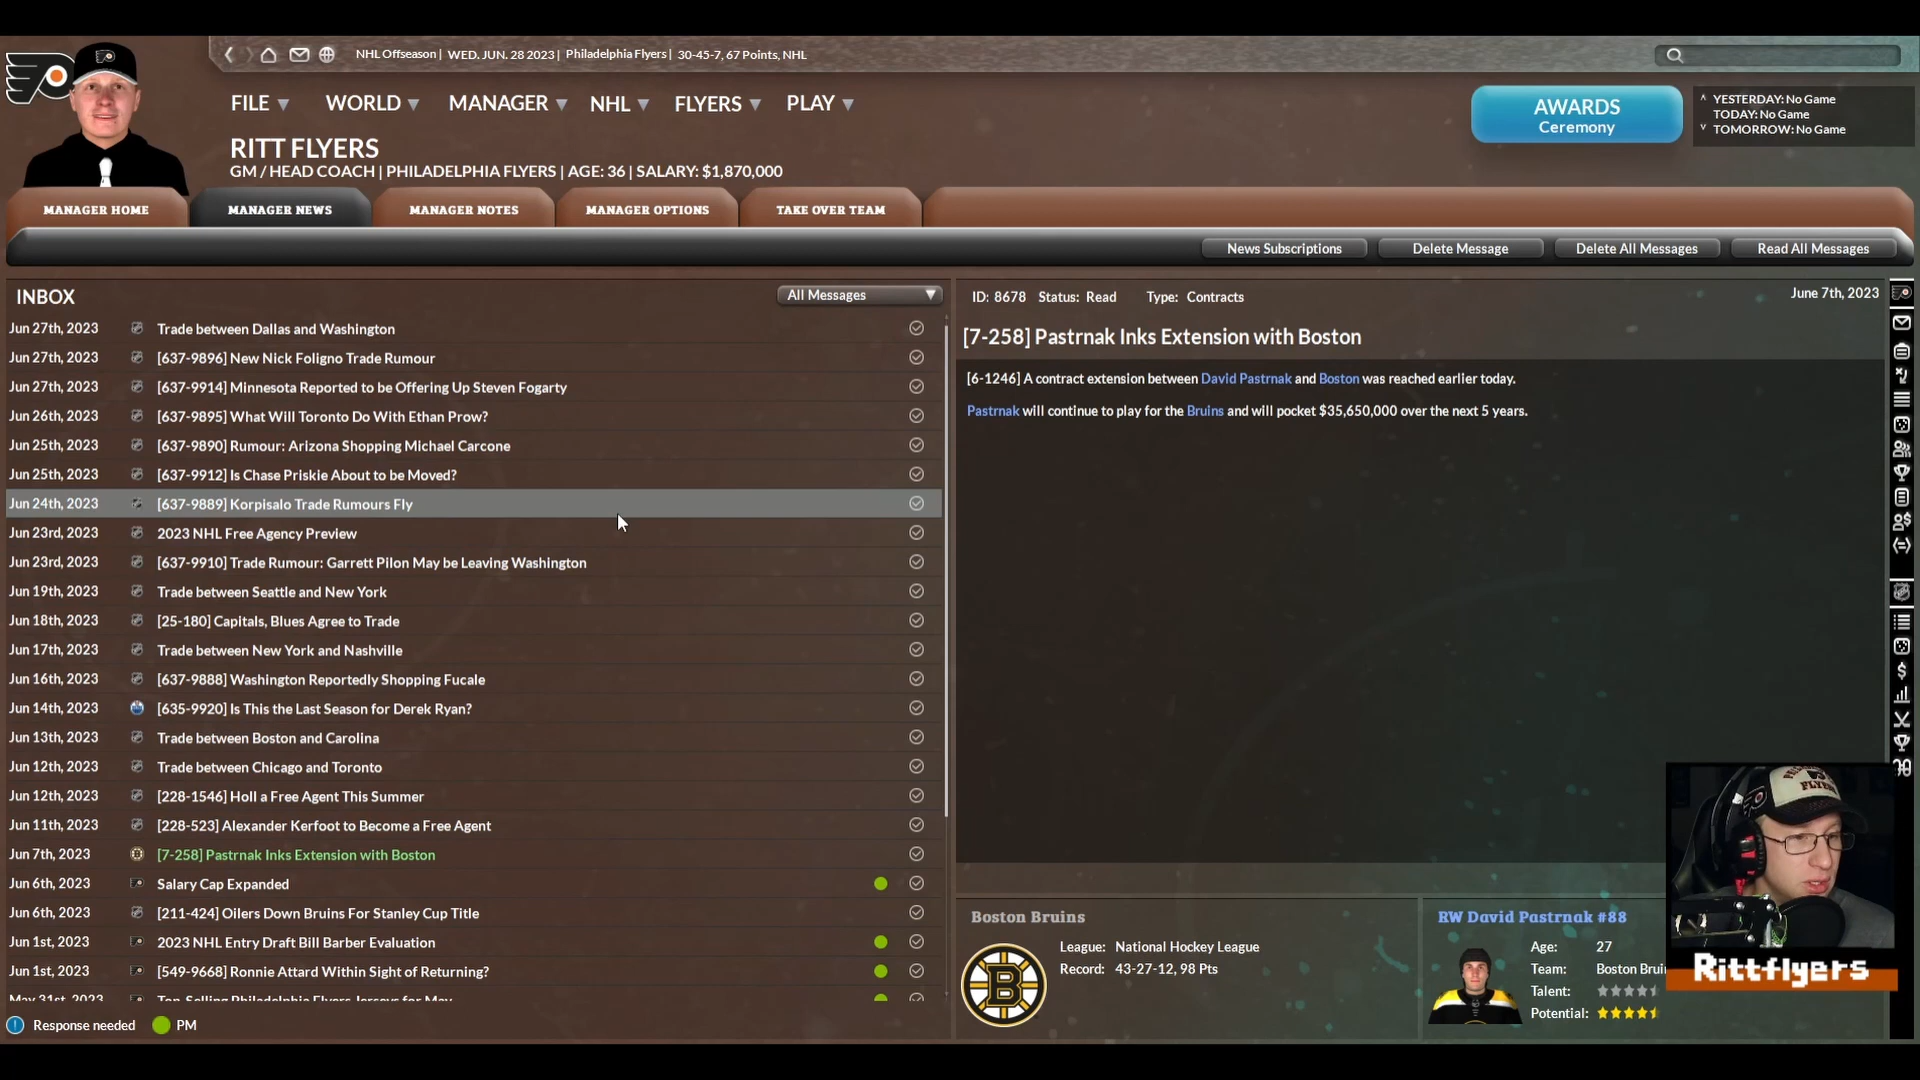 NHL Offseason | WED. JUN. 28 2023 | Philadelphia Flyers | 30-45-7, 67 Points, NHL
FILE WORLD MANAGER NHL FLYERS PLAY
AWARDS
Ceremony
YESTERDAY: No Game
TODAY: No Game
TOMORROW: No Game
RITT FLYERS
GM / HEAD COACH | PHILADELPHIA FLYERS | AGE: 36 | SALARY: $1,870,000
MANAGER HOME MANAGER NEWS MANAGER NOTES MANAGER OPTIONS TAKE OVER TEAM
News Subscriptions Delete Message Delete All Messages Read All Messages
INBOX All Messages
Jun 27th, 2023 Trade between Dallas and Washington
Jun 27th, 2023 [637-9896] New Nick Foligno Trade Rumour
Jun 27th, 2023 [637-9914] Minnesota Reported to be Offering Up Steven Fogarty
Jun 26th, 2023 [637-9895] What Will Toronto Do With Ethan Prow?
Jun 25th, 2023 [637-9890] Rumour: Arizona Shopping Michael Carcone
Jun 25th, 2023 [637-9912] Is Chase Priskie About to be Moved?
Jun 24th, 2023 [637-9889] Korpisalo Trade Rumours Fly
Jun 23rd, 2023 2023 NHL Free Agency Preview
Jun 23rd, 2023 [637-9910] Trade Rumour: Garrett Pilon May be Leaving Washington
Jun 19th, 2023 Trade between Seattle and New York
Jun 18th, 2023 [25-180] Capitals, Blues Agree to Trade
Jun 17th, 2023 Trade between New York and Nashville
Jun 16th, 2023 [637-9888] Washington Reportedly Shopping Fucale
Jun 14th, 2023 [635-9920] Is This the Last Season for Derek Ryan?
Jun 13th, 2023 Trade between Boston and Carolina
Jun 12th, 2023 Trade between Chicago and Toronto
Jun 12th, 2023 [228-1546] Holl a Free Agent This Summer
Jun 11th, 2023 [228-523] Alexander Kerfoot to Become a Free Agent
Jun 7th, 2023 [7-258] Pastrnak Inks Extension with Boston
Jun 6th, 2023 Salary Cap Expanded
Jun 6th, 2023 [211-424] Oilers Down Bruins For Stanley Cup Title
Jun 1st, 2023 2023 NHL Entry Draft Bill Barber Evaluation
Jun 1st, 2023 [549-9668] Ronnie Attard Within Sight of Returning?
May 31st, 2023 Top-Selling Philadelphia Flyers Jerseys for May
Response needed PM
ID: 8678 Status: Read Type: Contracts June 7th, 2023
[7-258] Pastrnak Inks Extension with Boston
[6-1246] A contract extension between David Pastrnak and Boston was reached earlier today.
Pastrnak will continue to play for the Bruins and will pocket $35,650,000 over the next 5 years.
Boston Bruins
League: National Hockey League
Record: 43-27-12, 98 Pts
RW David Pastrnak #88
Age: 27
Team: Boston Brui
Talent:
Potential:
FLYERS
Rittflyers